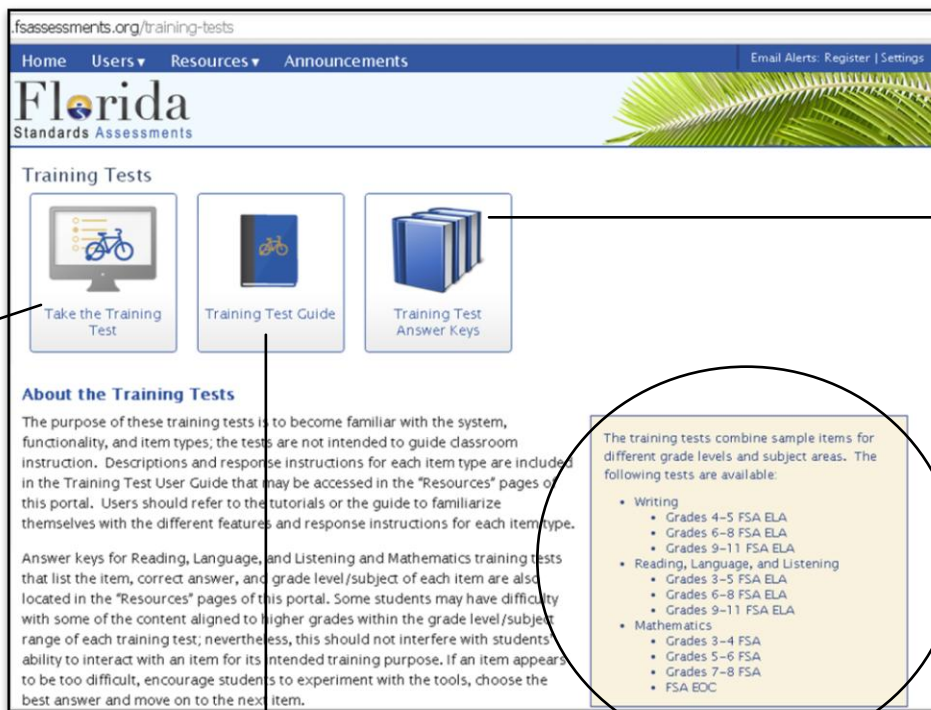 .fsassessments.org/training-tests
Home Users▾ Resources▾ Announcements Email Alerts: Register | Settings
Florida
Standards Assessments
Training Tests
Take the Training
Test
Training Test Guide
Training Test
Answer Keys
About the Training Tests
The purpose of these training tests is to become familiar with the system,
functionality, and item types; the tests are not intended to guide classroom
instruction. Descriptions and response instructions for each item type are included
in the Training Test User Guide that may be accessed in the "Resources" pages of
this portal. Users should refer to the tutorials or the guide to familiarize
themselves with the different features and response instructions for each item type.
Answer keys for Reading, Language, and Listening and Mathematics training tests
that list the item, correct answer, and grade level/subject of each item are also
located in the "Resources" pages of this portal. Some students may have difficulty
with some of the content aligned to higher grades within the grade level/subject
range of each training test; nevertheless, this should not interfere with students'
ability to interact with an item for its intended training purpose. If an item appears
to be too difficult, encourage students to experiment with the tools, choose the
best answer and move on to the next item.
The training tests combine sample items for
different grade levels and subject areas. The
following tests are available:
• Writing
• Grades 4-5 FSA ELA
• Grades 6-8 FSA ELA
• Grades 9-11 FSA ELA
• Reading, Language, and Listening
• Grades 3-5 FSA ELA
• Grades 6-8 FSA ELA
• Grades 9-11 FSA ELA
• Mathematics
• Grades 3-4 FSA
• Grades 5-6 FSA
• Grades 7-8 FSA
• FSA EOC